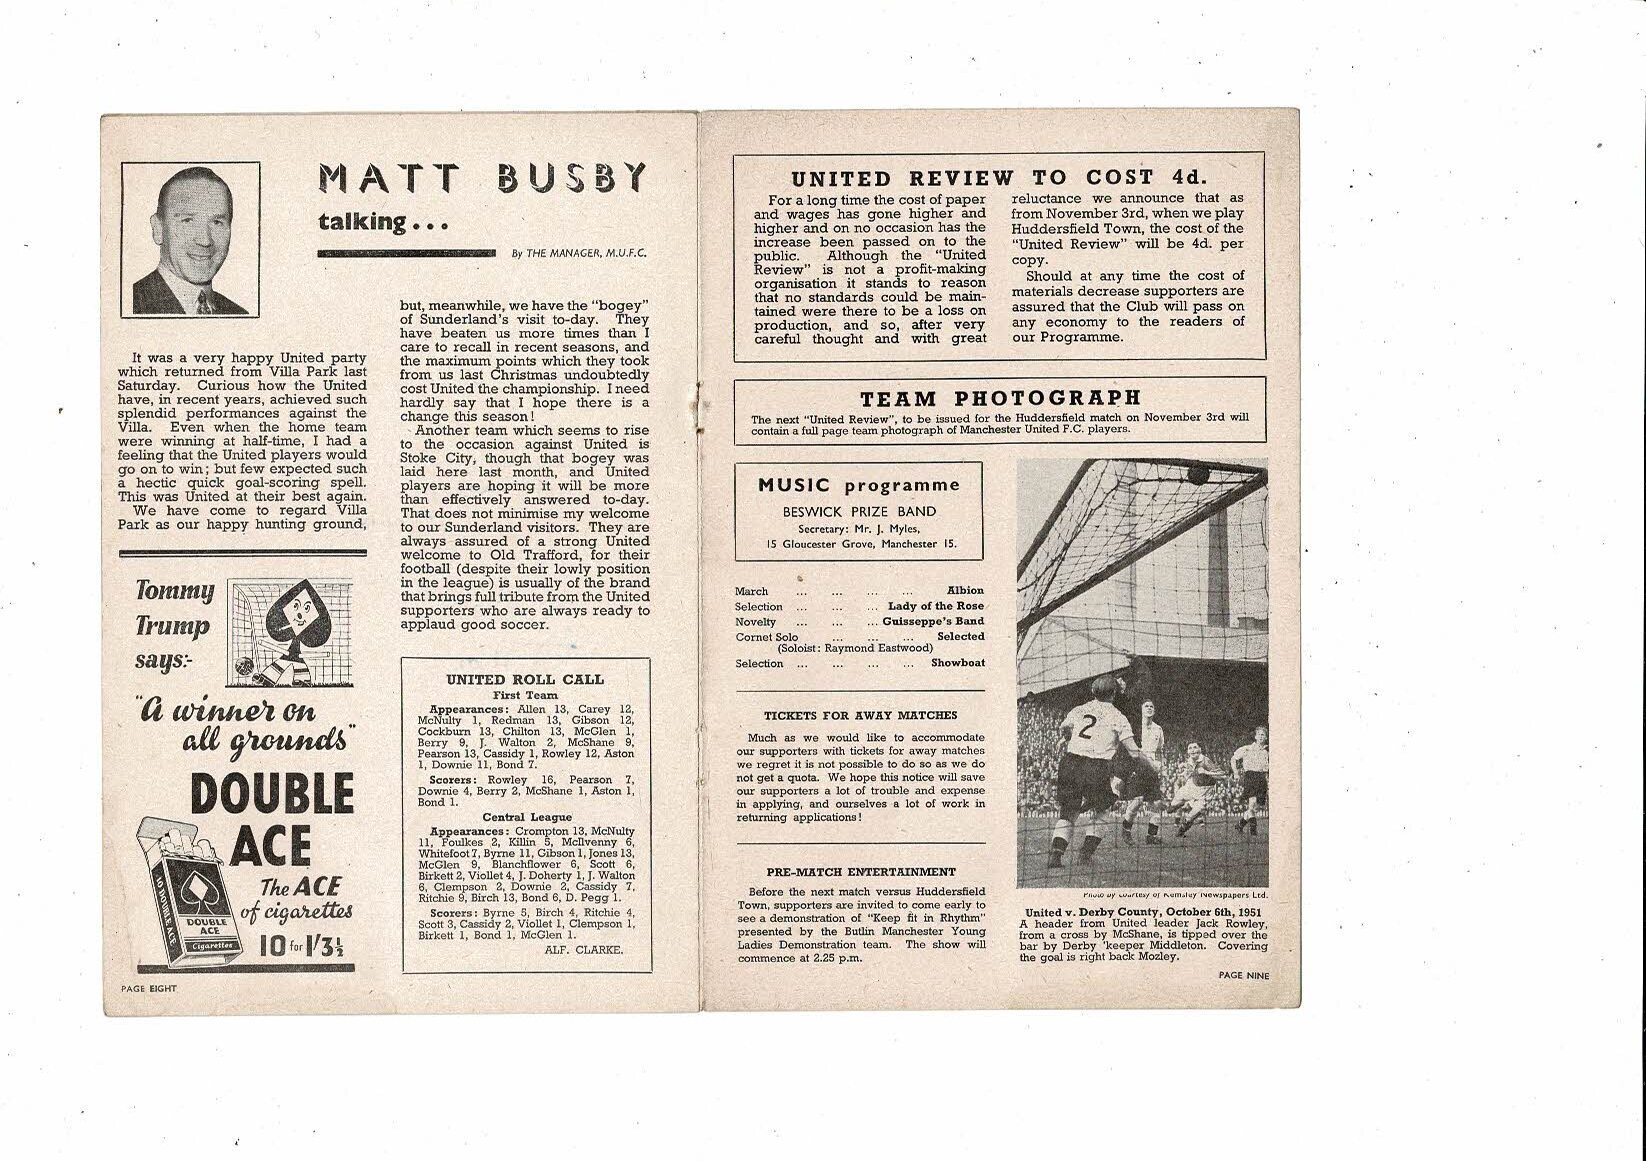 MATT BUSBY
talking...
By THE MANAGER, M.U.F.C.
It was a very happy United party
which returned from Villa Park last
Saturday. Curious how the United
have, in recent years, achieved such
splendid performances against the
Villa. Even when the home team
were winning at half-time, I had a
feeling that the United players would
go on to win; but few expected such
a hectic quick goal-scoring spell.
This was United at their best again.
We have come to regard Villa
Park as our happy hunting ground,
but, meanwhile, we have the "bogey"
of Sunderland's visit to-day. They
have beaten us more times than I
care to recall in recent seasons, and
the maximum points which they took
from us last Christmas undoubtedly
cost United the championship. I need
hardly say that I hope there is a
change this season!
Another team which seems to rise
to the occasion against United is
Stoke City, though that bogey was
laid here last month, and United
players are hoping it will be more
than effectively answered to-day.
That does not minimise my welcome
to our Sunderland visitors. They are
always assured of a strong United
welcome to Old Trafford, for their
football (despite their lowly position
in the league) is usually of the brand
that brings full tribute from the United
supporters who are always ready to
applaud good soccer.
Tommy
Trump
says:-
"A winner on
all grounds"
DOUBLE
ACE
The ACE
of cigarettes
10 for 1/3½
DOUBLE
ACE
Cigarettes
10 DOUBLE ACE
UNITED ROLL CALL
First Team
Appearances: Allen 13, Carey 12,
McNulty 1, Redman 13, Gibson 12,
Cockburn 13, Chilton 13, McGlen 1,
Berry 9, J. Walton 2, McShane 9,
Pearson 13, Cassidy 1, Rowley 12, Aston
1, Downie 11, Bond 7.
Scorers: Rowley 16, Pearson 7,
Downie 4, Berry 2, McShane 1, Aston 1,
Bond 1.
Central League
Appearances: Crompton 13, McNulty
11, Foulkes 2, Killin 5, McIlvenny 6,
Whitefoot 7, Byrne 11, Gibson 1, Jones 13,
McGlen 9, Blanchflower 6, Scott 6,
Birkett 2, Viollet 4, J. Doherty 1, J. Walton
6, Clempson 2, Downie 2, Cassidy 7,
Ritchie 9, Birch 13, Bond 6, D. Pegg 1.
Scorers: Byrne 5, Birch 4, Ritchie 4,
Scott 3, Cassidy 2, Viollet 1, Clempson 1,
Birkett 1, Bond 1, McGlen 1.
ALF. CLARKE.
PAGE EIGHT
UNITED REVIEW TO COST 4d.
For a long time the cost of paper
and wages has gone higher and
higher and on no occasion has the
increase been passed on to the
public. Although the "United
Review" is not a profit-making
organisation it stands to reason
that no standards could be main-
tained were there to be a loss on
production, and so, after very
careful thought and with great
reluctance we announce that as
from November 3rd, when we play
Huddersfield Town, the cost of the
"United Review" will be 4d. per
copy.
Should at any time the cost of
materials decrease supporters are
assured that the Club will pass on
any economy to the readers of
our Programme.
TEAM PHOTOGRAPH
The next "United Review", to be issued for the Huddersfield match on November 3rd will
contain a full page team photograph of Manchester United F.C. players.
MUSIC programme
BESWICK PRIZE BAND
Secretary: Mr. J. Myles,
15 Gloucester Grove, Manchester 15.
March ... ... ... ... Albion
Selection ... ... ... Lady of the Rose
Novelty ... ... ... Guisseppe's Band
Cornet Solo ... ... ... Selected
(Soloist: Raymond Eastwood)
Selection ... ... ... ... Showboat
TICKETS FOR AWAY MATCHES
Much as we would like to accommodate
our supporters with tickets for away matches
we regret it is not possible to do so as we do
not get a quota. We hope this notice will save
our supporters a lot of trouble and expense
in applying, and ourselves a lot of work in
returning applications!
PRE-MATCH ENTERTAINMENT
Before the next match versus Huddersfield
Town, supporters are invited to come early to
see a demonstration of "Keep fit in Rhythm"
presented by the Butlin Manchester Young
Ladies Demonstration team. The show will
commence at 2.25 p.m.
2
Photo by courtesy of Kemsley Newspapers Ltd.
United v. Derby County, October 6th, 1951
A header from United leader Jack Rowley,
from a cross by McShane, is tipped over the
bar by Derby 'keeper Middleton. Covering
the goal is right back Mozley.
PAGE NINE